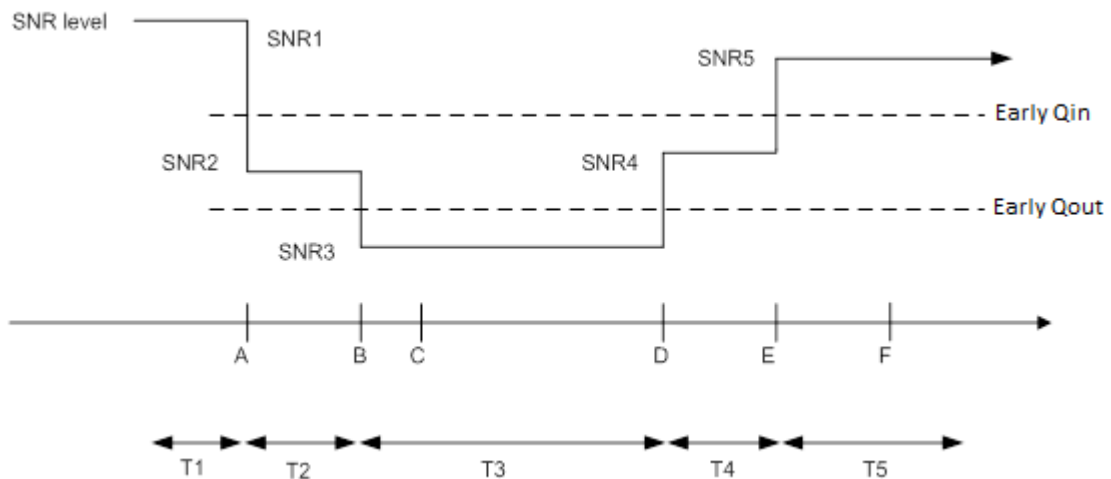 SNR level
SNR1
SNR5
Early Qin
SNR2
SNR4
Early Qout
SNR3
A B C D E F
T1 T2 T3 T4 T5